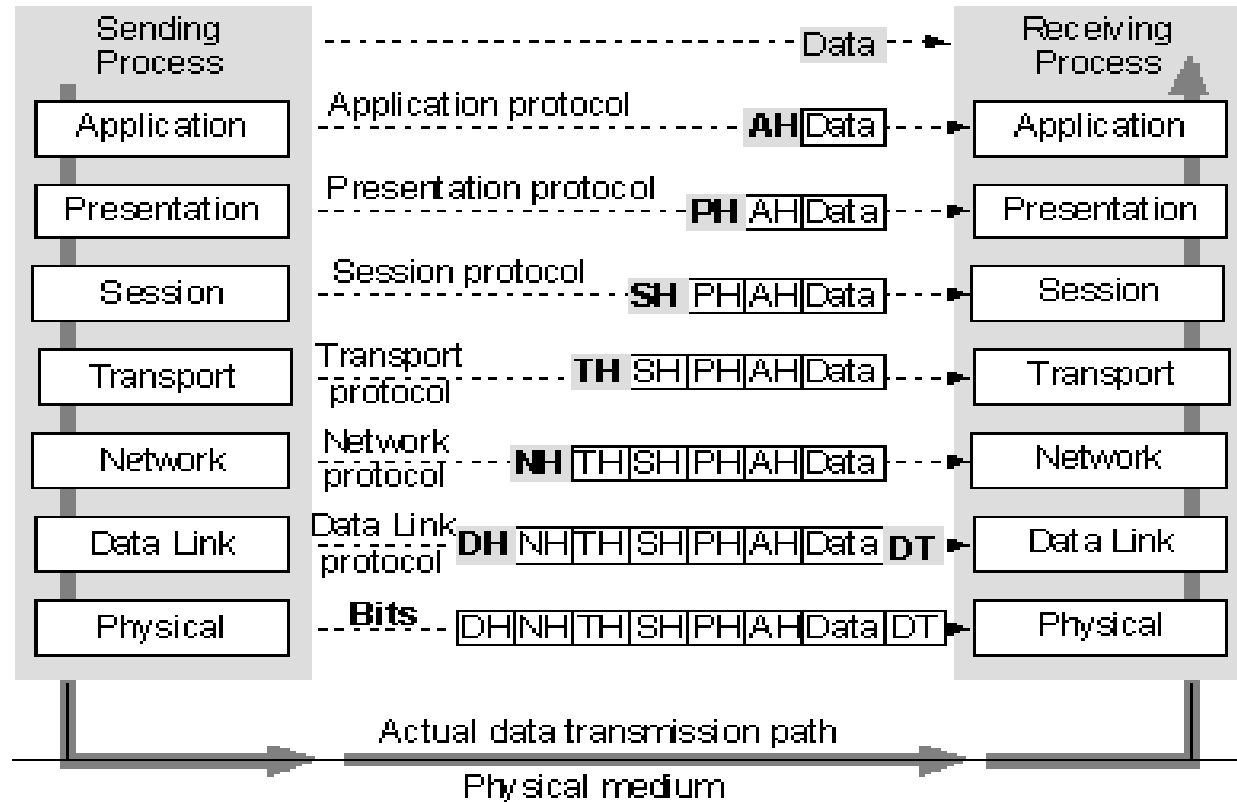 Sending
Process
Data
Receiving
Process
Application
Application protocol
AH Data
Application
Presentation
Presentation protocol
PH AH Data
Presentation
Session
Session protocol
SH PH AH Data
Session
Transport
Transport
protocol
TH SH PH AH Data
Transport
Network
Network
protocol
NH TH SH PH AH Data
Network
Data Link
Data Link
protocol
DH NH TH SH PH AH Data DT
Data Link
Physical
Bits
DH NH TH SH PH AH Data DT
Physical
Actual data transmission path
Physical medium